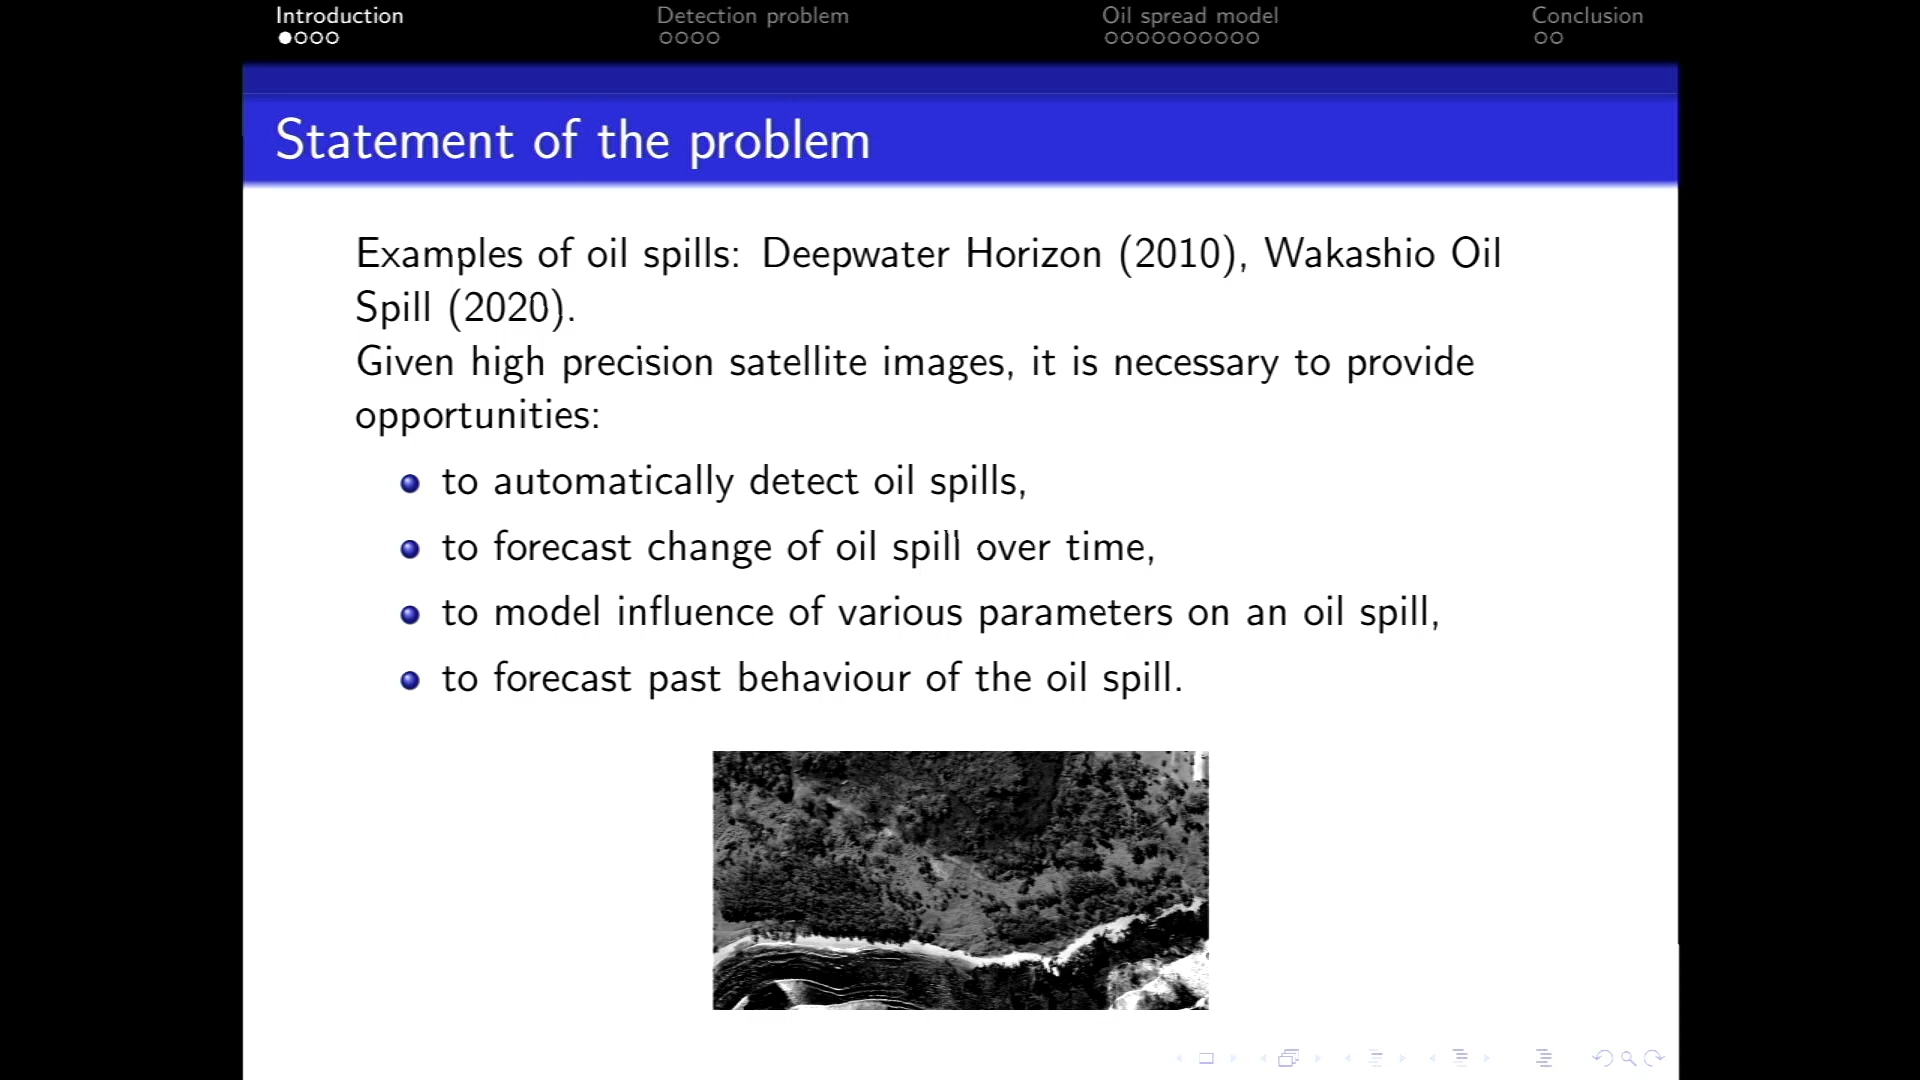 Introduction
Detection problem
Oil spread model
Conclusion
Statement of the problem
Examples of oil spills: Deepwater Horizon (2010), Wakashio Oil
Spill (2020).
Given high precision satellite images, it is necessary to provide
opportunities:
to automatically detect oil spills,
to forecast change of oil spill over time,
to model influence of various parameters on an oil spill,
to forecast past behaviour of the oil spill.